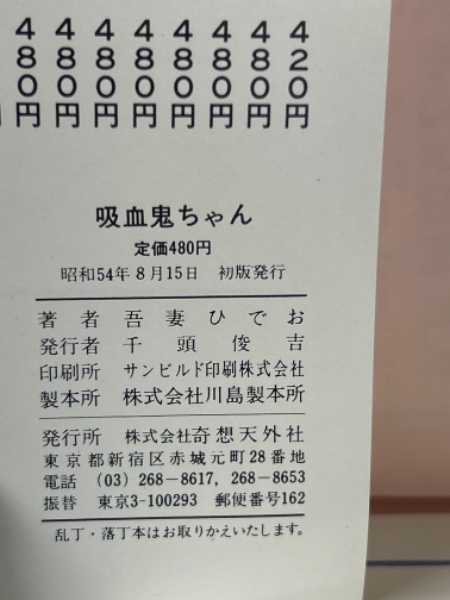 420円
480円
480円
480円
480円
480円
480円
480円
円
吸血鬼ちゃん
定価480円
昭和54年8月15日　初版発行
著者　吾妻ひでお
発行者　千頭俊吉
印刷所　サンビルド印刷株式会社
製本所　株式会社川島製本所
発行所　株式会社奇想天外社
東京都新宿区赤城元町28番地
電話　(03) 268-8617, 268-8653
振替　東京3-100293　郵便番号162
乱丁・落丁本はお取りかえいたします。